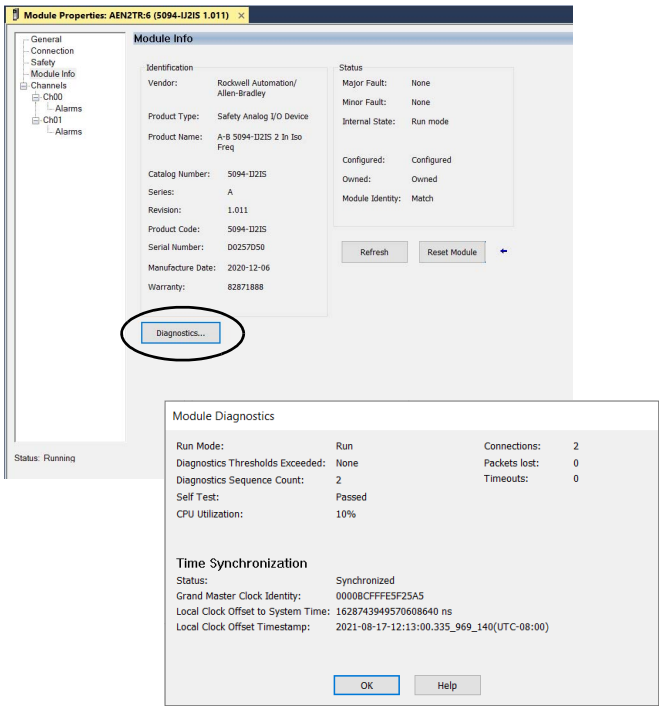 Module Properties: AEN2TR:6 (5094-IJ2IS 1.011) ×
General
Connection
Safety
Module Info
Channels
Ch00
Alarms
Ch01
Alarms
Status: Running
Module Info
Identification
Vendor: Rockwell Automation/
Allen-Bradley
Product Type: Safety Analog I/O Device
Product Name: A-B 5094-IJ2IS 2 In Iso
Freq
Catalog Number: 5094-IJ2IS
Series: A
Revision: 1.011
Product Code: 5094-IJ2IS
Serial Number: D0257D50
Manufacture Date: 2020-12-06
Warranty: 82871888
Diagnostics...
Status
Major Fault: None
Minor Fault: None
Internal State: Run mode
Configured: Configured
Owned: Owned
Module Identity: Match
Refresh
Reset Module
Module Diagnostics
Run Mode: Run Connections: 2
Diagnostics Thresholds Exceeded: None Packets lost: 0
Diagnostics Sequence Count: 2 Timeouts: 0
Self Test: Passed
CPU Utilization: 10%
Time Synchronization
Status: Synchronized
Grand Master Clock Identity: 0000BCFFFE5F25A5
Local Clock Offset to System Time: 1628743949570608640 ns
Local Clock Offset Timestamp: 2021-08-17-12:13:00.335_969_140(UTC-08:00)
OK Help